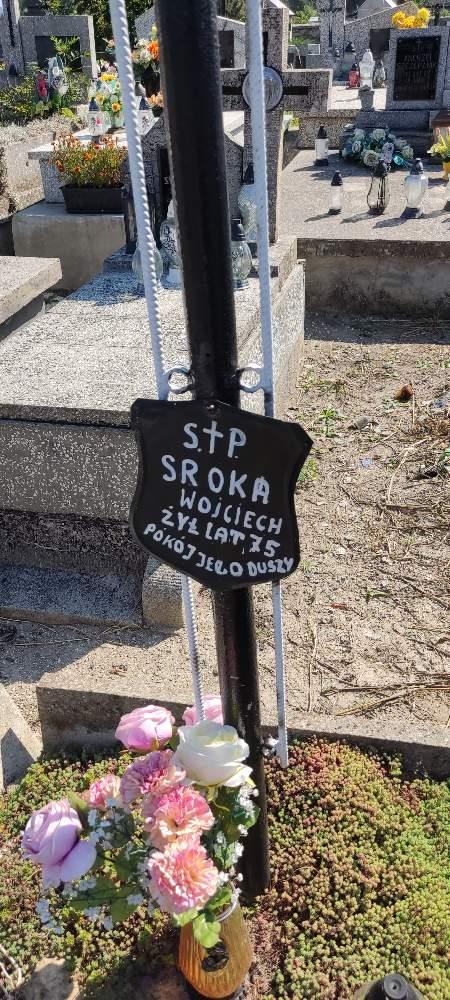 S.†P.
SROKA
WOJCIECH
ŻYŁ LAT, 75
POKÓJ JEGO DUSZY